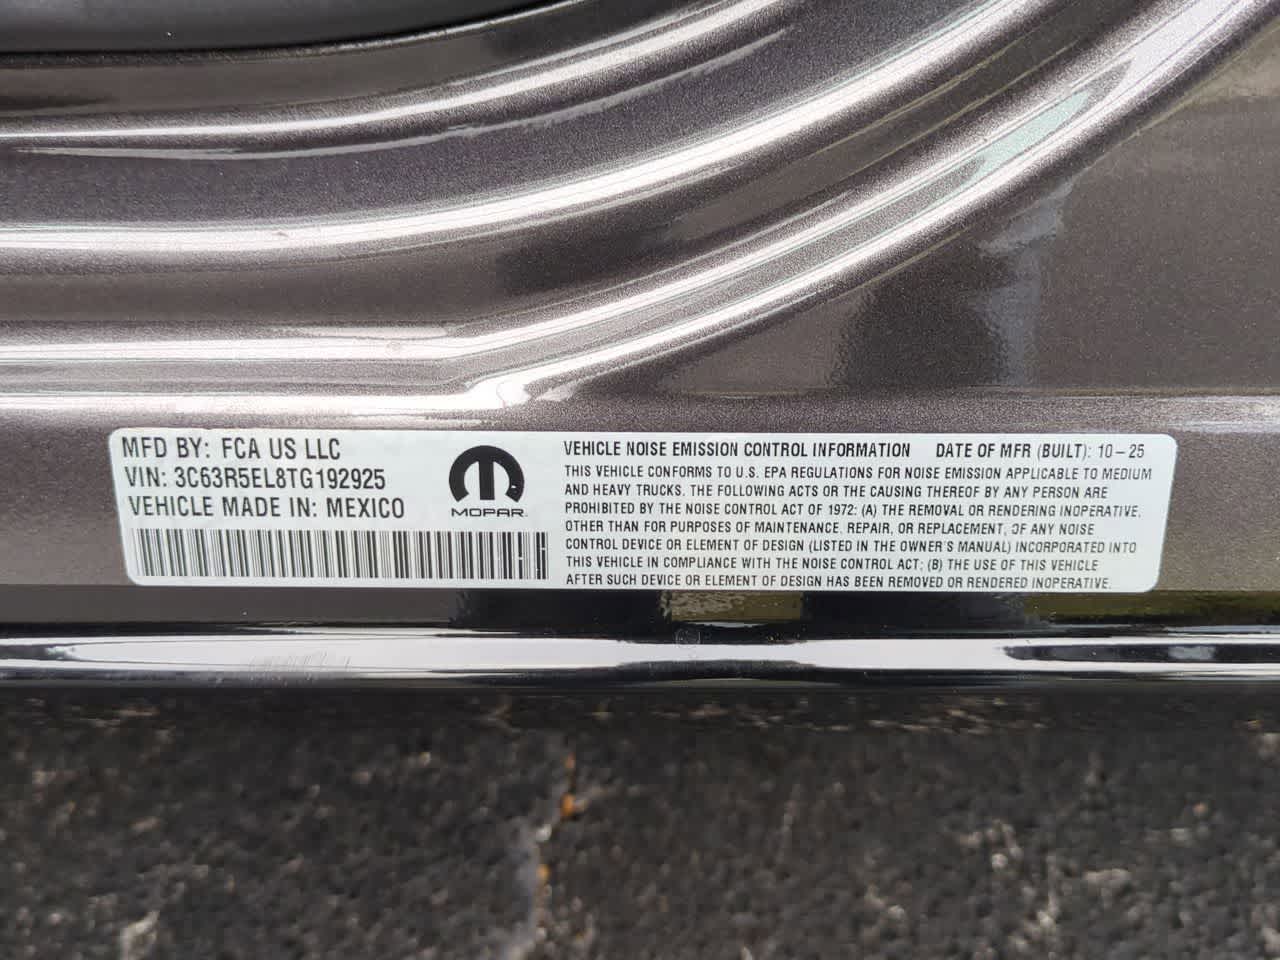 MFD BY: FCA US LLC
VIN: 3C63R5EL8TG192925
VEHICLE MADE IN: MEXICO
MOPAR
VEHICLE NOISE EMISSION CONTROL INFORMATION DATE OF MFR (BUILT): 10-25
THIS VEHICLE CONFORMS TO U.S. EPA REGULATIONS FOR NOISE EMISSION APPLICABLE TO MEDIUM
AND HEAVY TRUCKS. THE FOLLOWING ACTS OR THE CAUSING THEREOF BY ANY PERSON ARE
PROHIBITED BY THE NOISE CONTROL ACT OF 1972: (A) THE REMOVAL OR RENDERING INOPERATIVE,
OTHER THAN FOR PURPOSES OF MAINTENANCE, REPAIR, OR REPLACEMENT, OF ANY NOISE
CONTROL DEVICE OR ELEMENT OF DESIGN (LISTED IN THE OWNER'S MANUAL) INCORPORATED INTO
THIS VEHICLE IN COMPLIANCE WITH THE NOISE CONTROL ACT; (B) THE USE OF THIS VEHICLE
AFTER SUCH DEVICE OR ELEMENT OF DESIGN HAS BEEN REMOVED OR RENDERED INOPERATIVE.